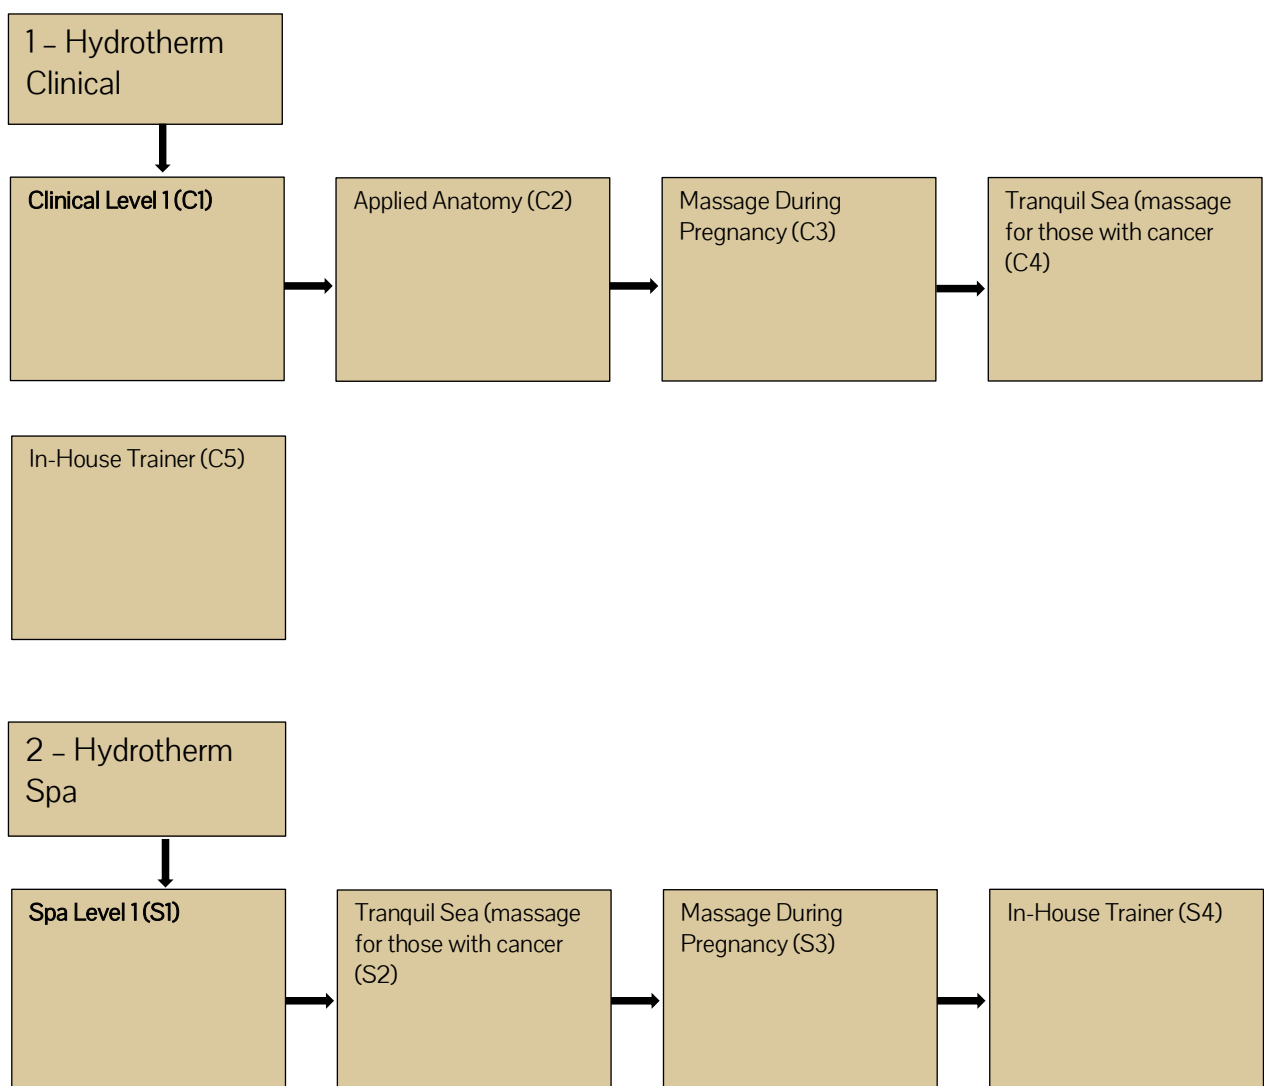 1 – Hydrotherm
Clinical
Clinical Level 1 (C1)
Applied Anatomy (C2)
Massage During
Pregnancy (C3)
Tranquil Sea (massage
for those with cancer
(C4)
In-House Trainer (C5)
2 – Hydrotherm
Spa
Spa Level 1 (S1)
Tranquil Sea (massage
for those with cancer
(S2)
Massage During
Pregnancy (S3)
In-House Trainer (S4)